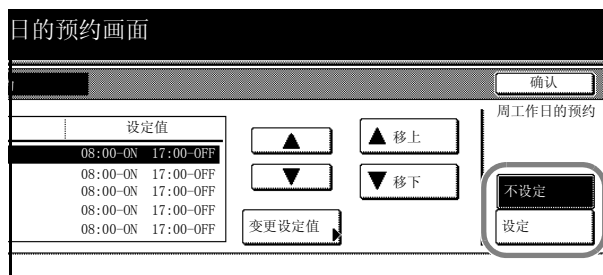 日的预约画面
确认
周工作日的预约
设定值
08:00-ON 17:00-OFF
08:00-ON 17:00-OFF
08:00-ON 17:00-OFF
08:00-ON 17:00-OFF
08:00-ON 17:00-OFF
▲ ▲移上
▼ ▼移下
变更设定值
不设定
设定